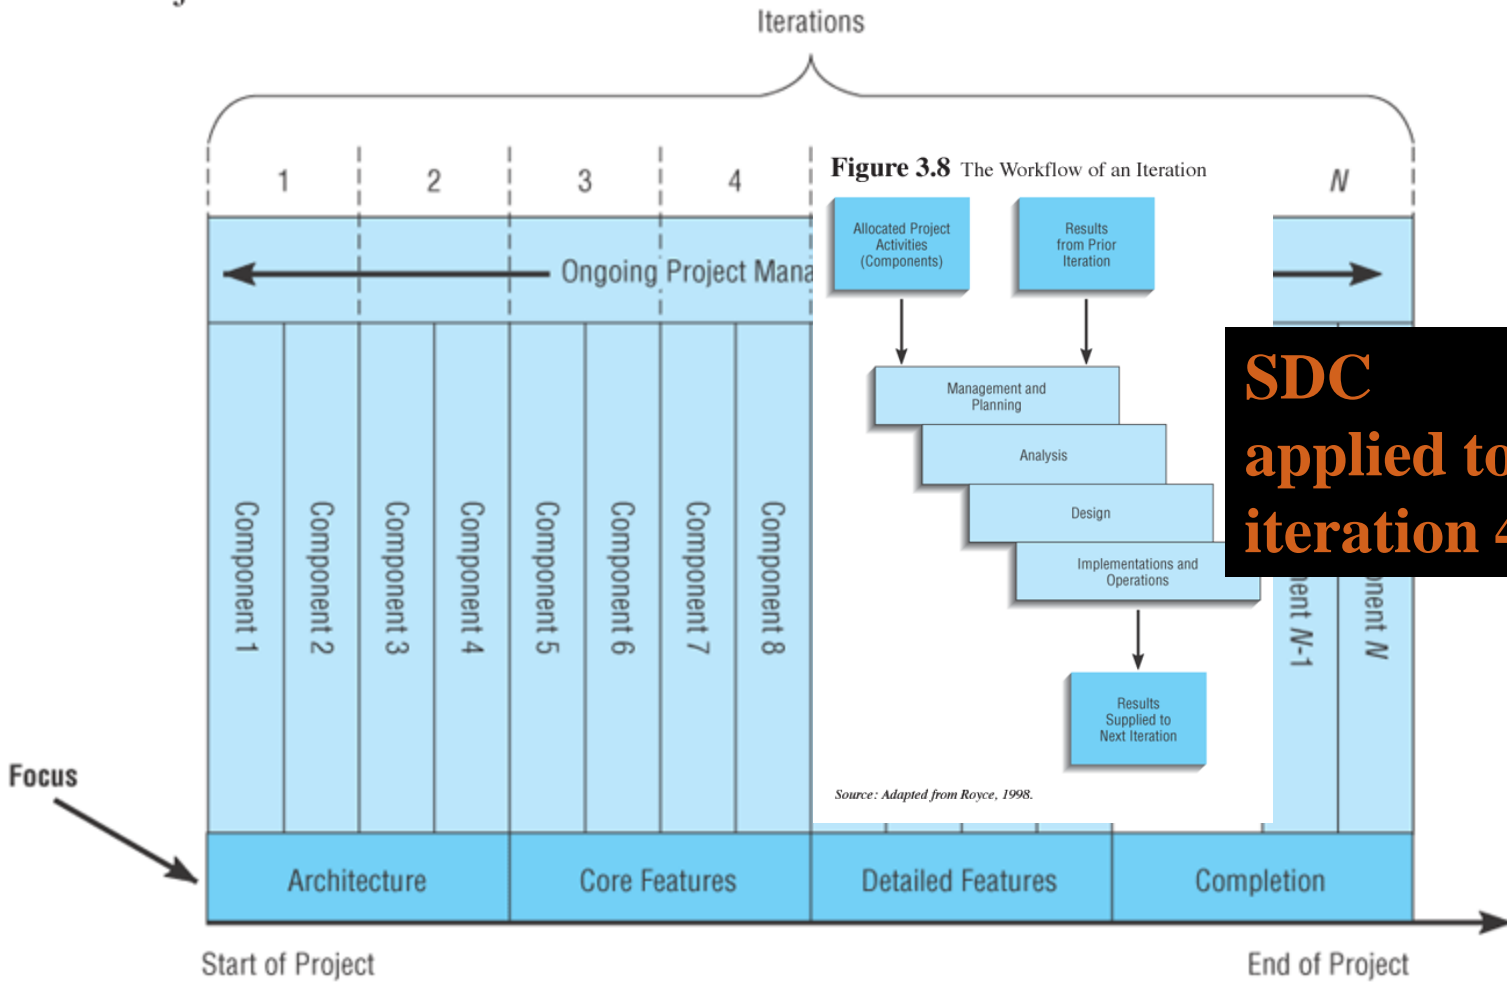 Iterations
1
2
3
4
N
Ongoing Project Mana
Figure 3.8 The Workflow of an Iteration
Allocated Project
Activities
(Components)
Results
from Prior
Iteration
Management and
Planning
Analysis
Design
Implementations and
Operations
Results
Supplied to
Next Iteration
Source: Adapted from Royce, 1998.
SDC
applied to
iteration 4
Component 1
Component 2
Component 3
Component 4
Component 5
Component 6
Component 7
Component 8
nent N-1
onent N
Focus
Architecture
Core Features
Detailed Features
Completion
Start of Project
End of Project